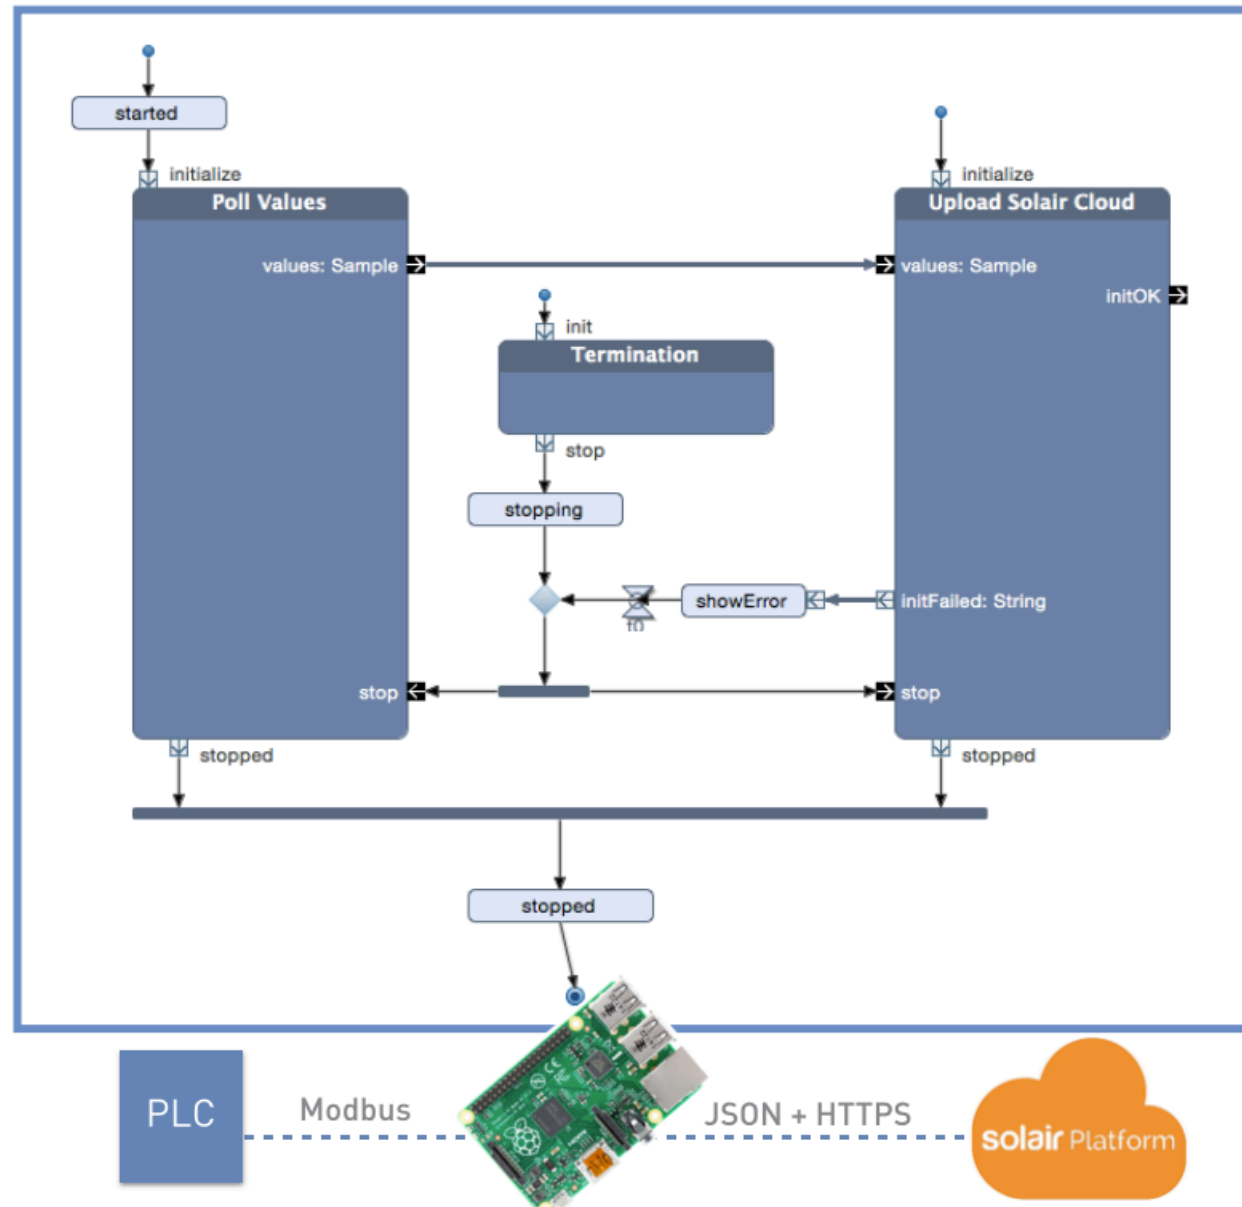 started
initialize
initialize
Poll Values
Upload Solair Cloud
values: Sample
values: Sample
initOK
init
Termination
stop
stopping
showError
initFailed: String
t0
stop
stop
stopped
stopped
stopped
PLC
Modbus
JSON + HTTPS
solair Platform